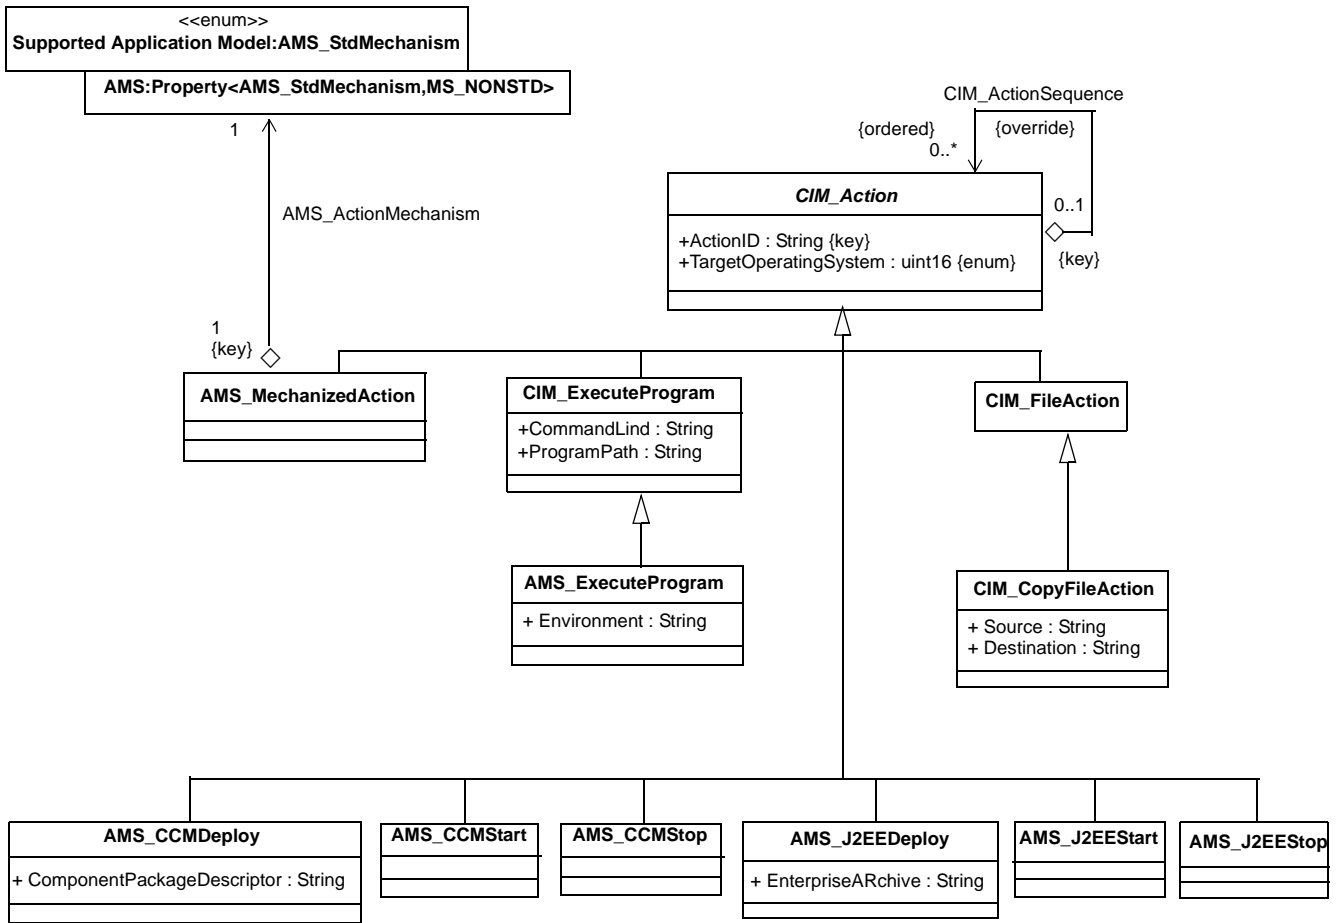 <<enum>>
Supported Application Model:AMS_StdMechanism
AMS:Property<AMS_StdMechanism,MS_NONSTD>
1
AMS_ActionMechanism
1
{key}
CIM_ActionSequence
{ordered}
{override}
0..*
CIM_Action
+ActionID : String {key}
+TargetOperatingSystem : uint16 {enum}
0..1
{key}
AMS_MechanizedAction
CIM_ExecuteProgram
+CommandLind : String
+ProgramPath : String
CIM_FileAction
AMS_ExecuteProgram
+ Environment : String
CIM_CopyFileAction
+ Source : String
+ Destination : String
AMS_CCMDeploy
+ ComponentPackageDescriptor : String
AMS_CCMStart
AMS_CCMStop
AMS_J2EEDeploy
+ EnterpriseARchive : String
AMS_J2EEStart
AMS_J2EEStop